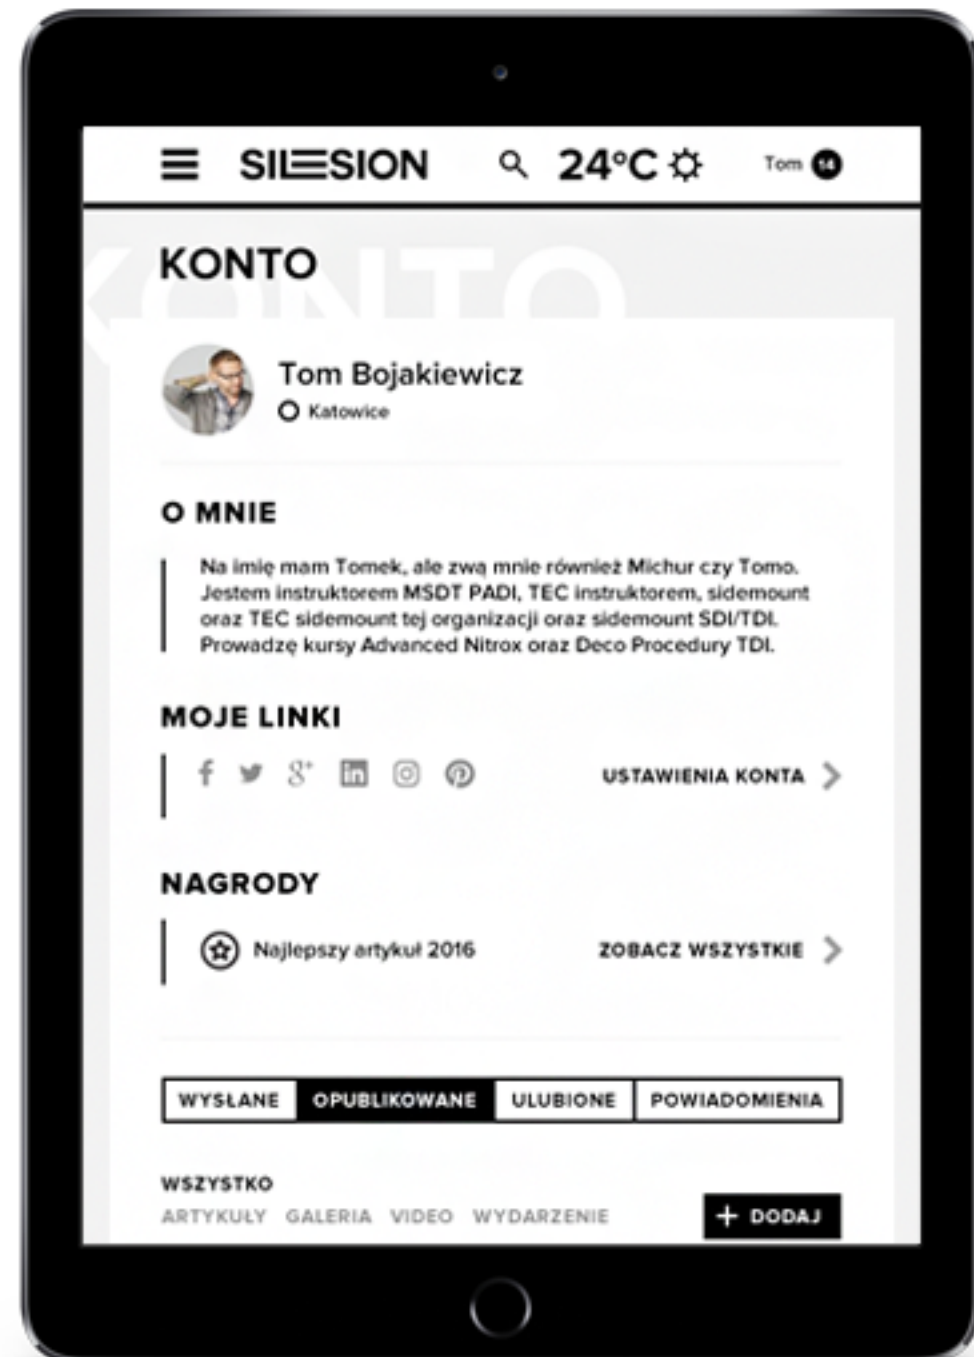 SILESION 24°C Tom 14
KONTO
KONTO
Tom Bojakiewicz
Katowice
O MNIE
Na imię mam Tomek, ale zwą mnie również Michur czy Tomo.
Jestem instruktorem MSDT PADI, TEC instruktorem, sidemount
oraz TEC sidemount tej organizacji oraz sidemount SDI/TDI.
Prowadzę kursy Advanced Nitrox oraz Deco Procedury TDI.
MOJE LINKI
f g+ in
USTAWIENIA KONTA
NAGRODY
Najlepszy artykuł 2016
ZOBACZ WSZYSTKIE
WYSŁANE OPUBLIKOWANE ULUBIONE POWIADOMIENIA
WSZYSTKO
ARTYKUŁY GALERIA VIDEO WYDARZENIE
+ DODAJ